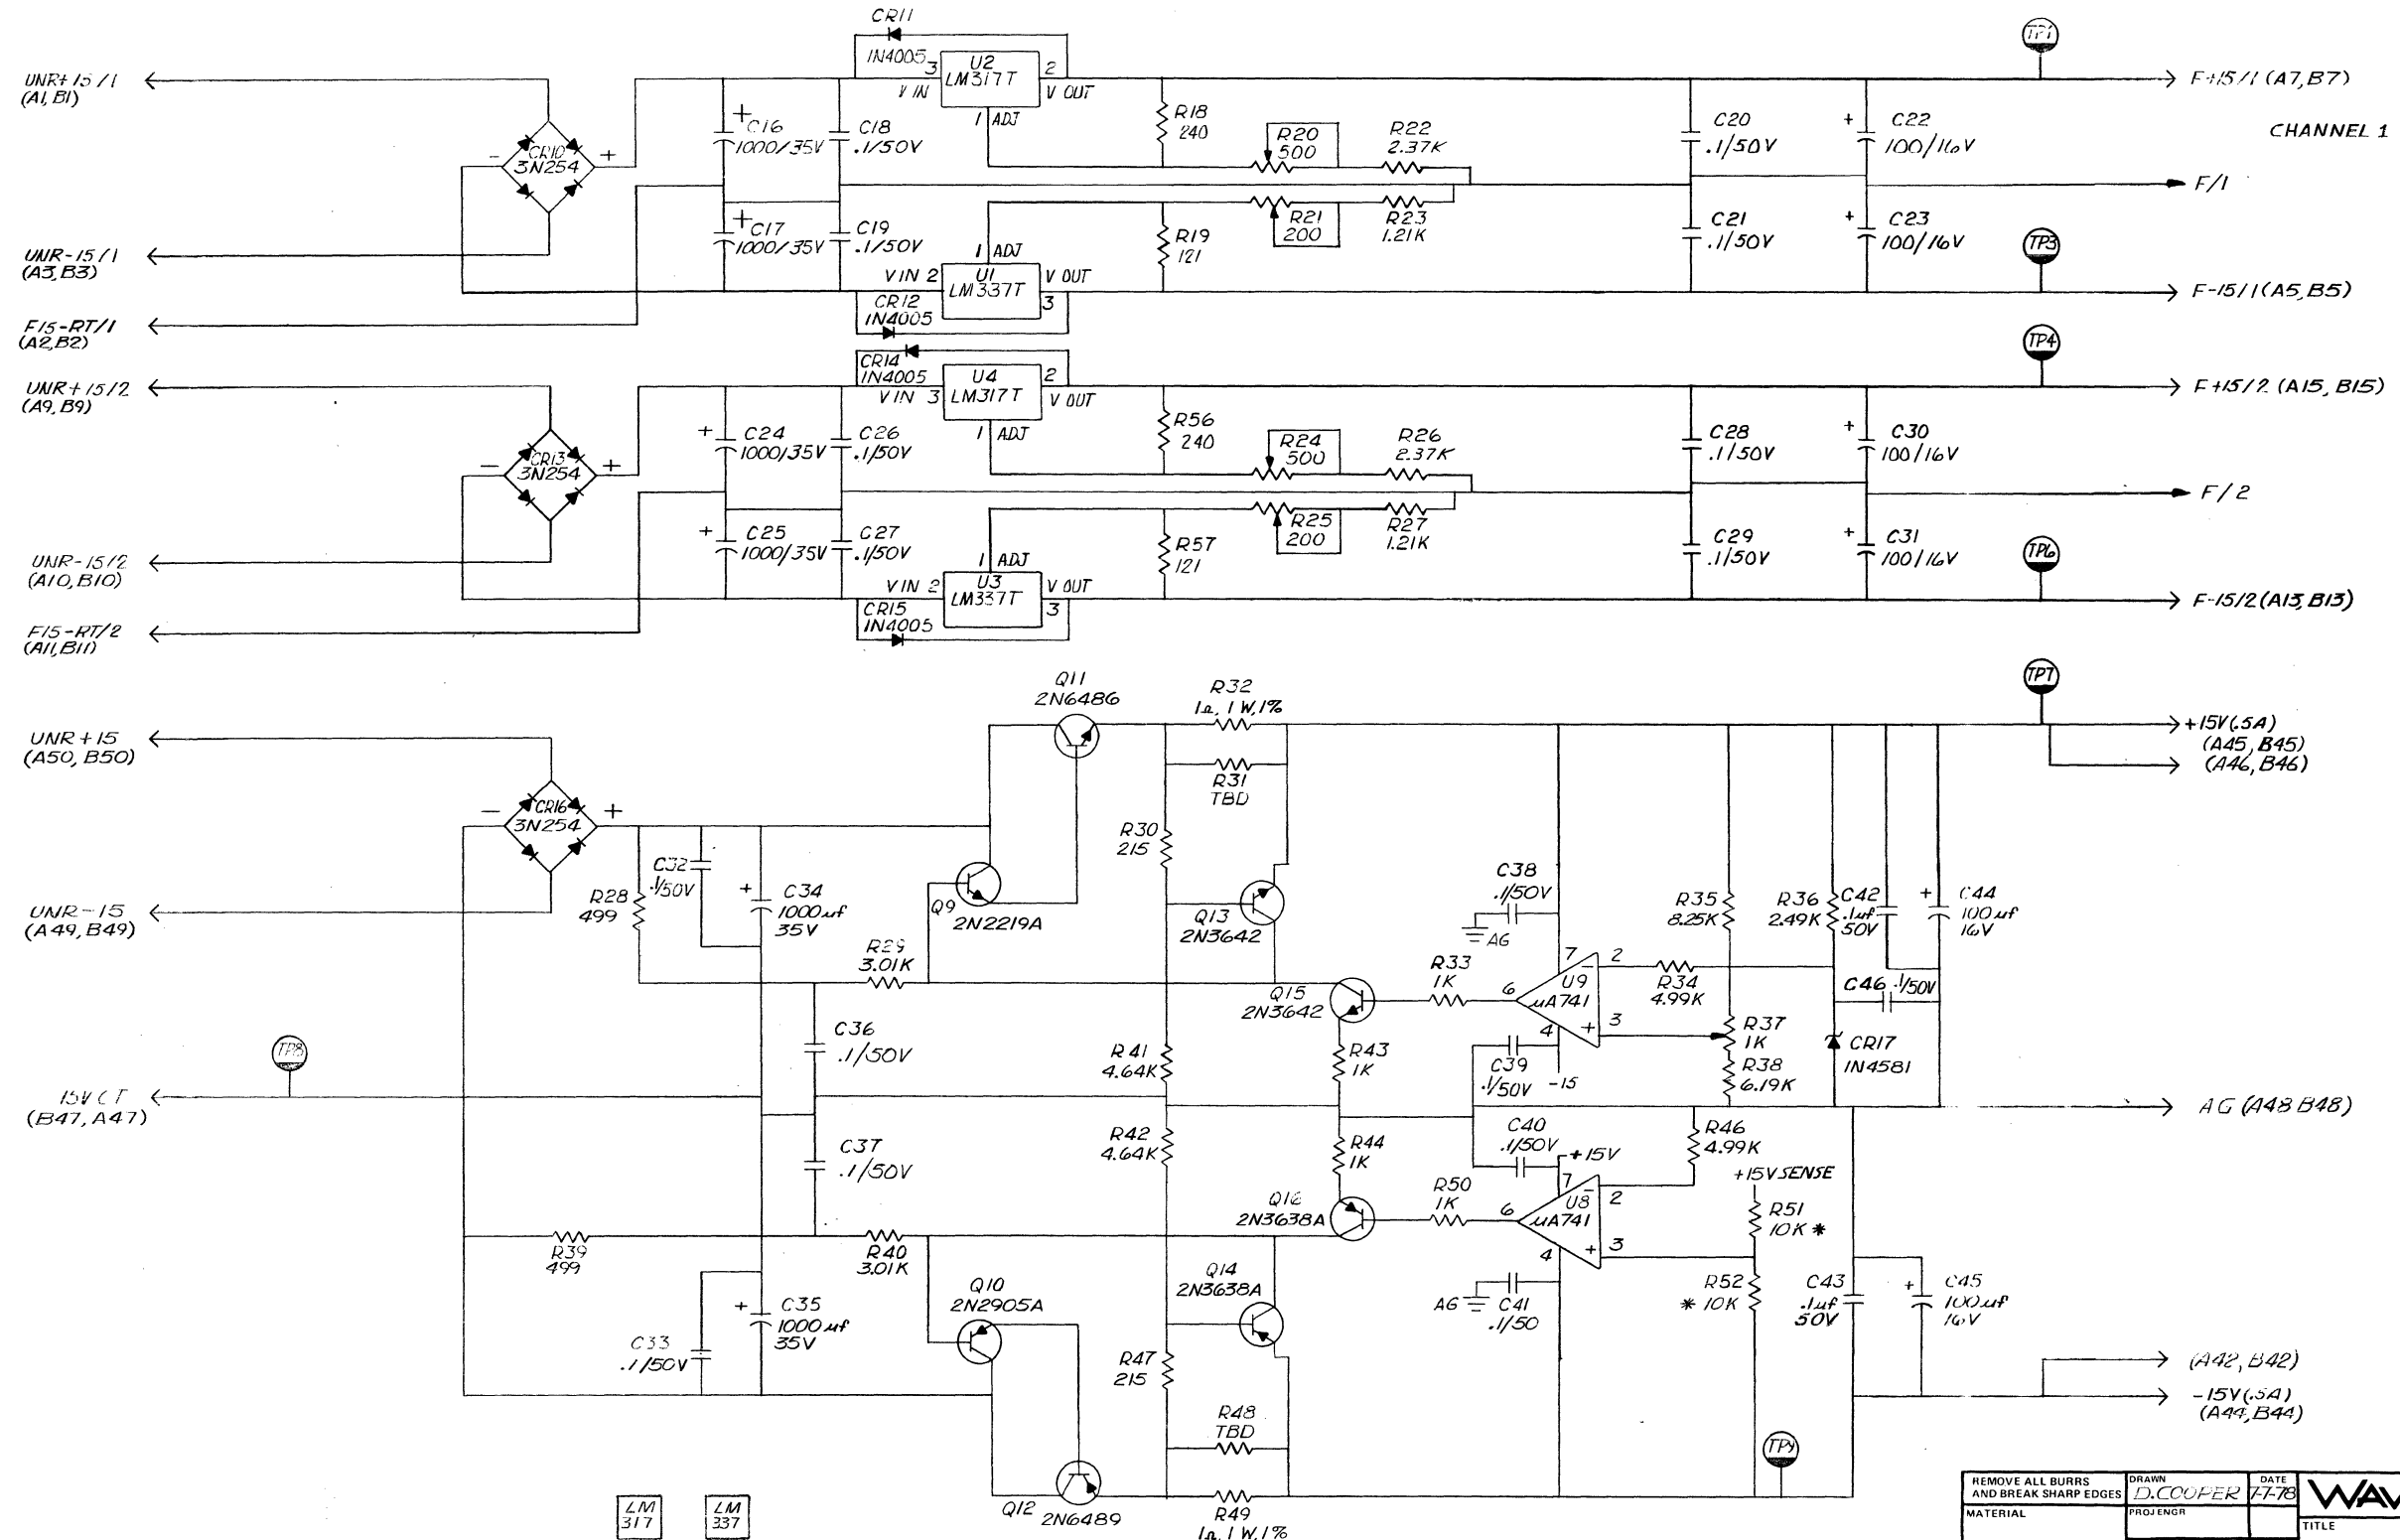 CR11
1N4005
UNR+15/1
(A1,B1)
CR10
3N254
- +
UNR-15/1
(A3,B3)
F15-RT/1
(A2,B2)
+ C16
1000/35V
C18
.1/50V
+ C17
1000/35V
C19
.1/50V
3
V IN
U2
LM317T
2
V OUT
1 ADJ
R18
240
R20
500
R22
2.37K
R21
200
R23
1.21K
R19
121
1 ADJ
VIN 2
U1
LM337T
V OUT
3
CR12
1N4005
C20
.1/50V
+ C22
100/16V
C21
.1/50V
+ C23
100/16V
TP1
F+15/1 (A7,B7)
CHANNEL 1
F/1
TP3
F-15/1(A5,B5)
UNR+15/2
(A9,B9)
CR13
3N254
- +
UNR-15/2
(A10,B10)
F15-RT/2
(A11,B11)
CR14
1N4005
VIN 3
U4
LM317T
2
V OUT
1 ADJ
+ C24
1000/35V
C26
.1/50V
+ C25
1000/35V
C27
.1/50V
R56
240
R24
500
R26
2.37K
R25
200
R27
1.21K
R57
121
1 ADJ
VIN 2
U3
LM337T
V OUT
3
CR15
1N4005
C28
.1/50V
+ C30
100/16V
C29
.1/50V
+ C31
100/16V
TP4
F+15/2 (A15, B15)
F/2
TP6
F-15/2(A13,B13)
UNR+15
(A50, B50)
CR16
3N254
- +
UNR-15
(A49, B49)
R28
499
C32
.1/50V
+ C34
1000uf
35V
Q11
2N6486
Q9
2N2219A
R29
3.01K
R32
1Ω, 1W,1%
R31
TBD
R30
215
Q13
2N3642
Q15
2N3642
C38
.1/50V
AG
R33
1K
6
7
U9
µA741
- 2
+ 3
4
-15
R34
4.99K
R35
8.25K
R36
2.49K
C42
.1uf
50V
+ C44
100uf
16V
C46 .1/50V
R37
1K
R38
6.19K
CR17
1N4581
TP7
+15V(.5A)
(A45, B45)
(A46, B46)
TP8
15V CT
(B47, A47)
C36
.1/50V
C37
.1/50V
R41
4.64K
R42
4.64K
R43
1K
R44
1K
C39
.1/50V
C40
.1/50V
+15V
R46
4.99K
AG (A48 B48)
+15V SENSE
R51
10K *
R52
* 10K
Q16
2N3638A
R50
1K
6
7
U8
µA741
- 2
+ 3
4
AG
C41
.1/50
C43
.1uf
50V
+ C45
100uf
16V
R39
499
R40
3.01K
C33
.1/50V
+ C35
1000uf
35V
Q10
2N2905A
Q14
2N3638A
R47
215
R48
TBD
R49
1Ω, 1W,1%
Q12
2N6489
TP9
(A42, B42)
-15V(.5A)
(A44,B44)
LM
317
LM
337
REMOVE ALL BURRS
AND BREAK SHARP EDGES
DRAWN
D.COOPER
DATE
7-7-78
WAV
MATERIAL
PROJ ENGR
TITLE